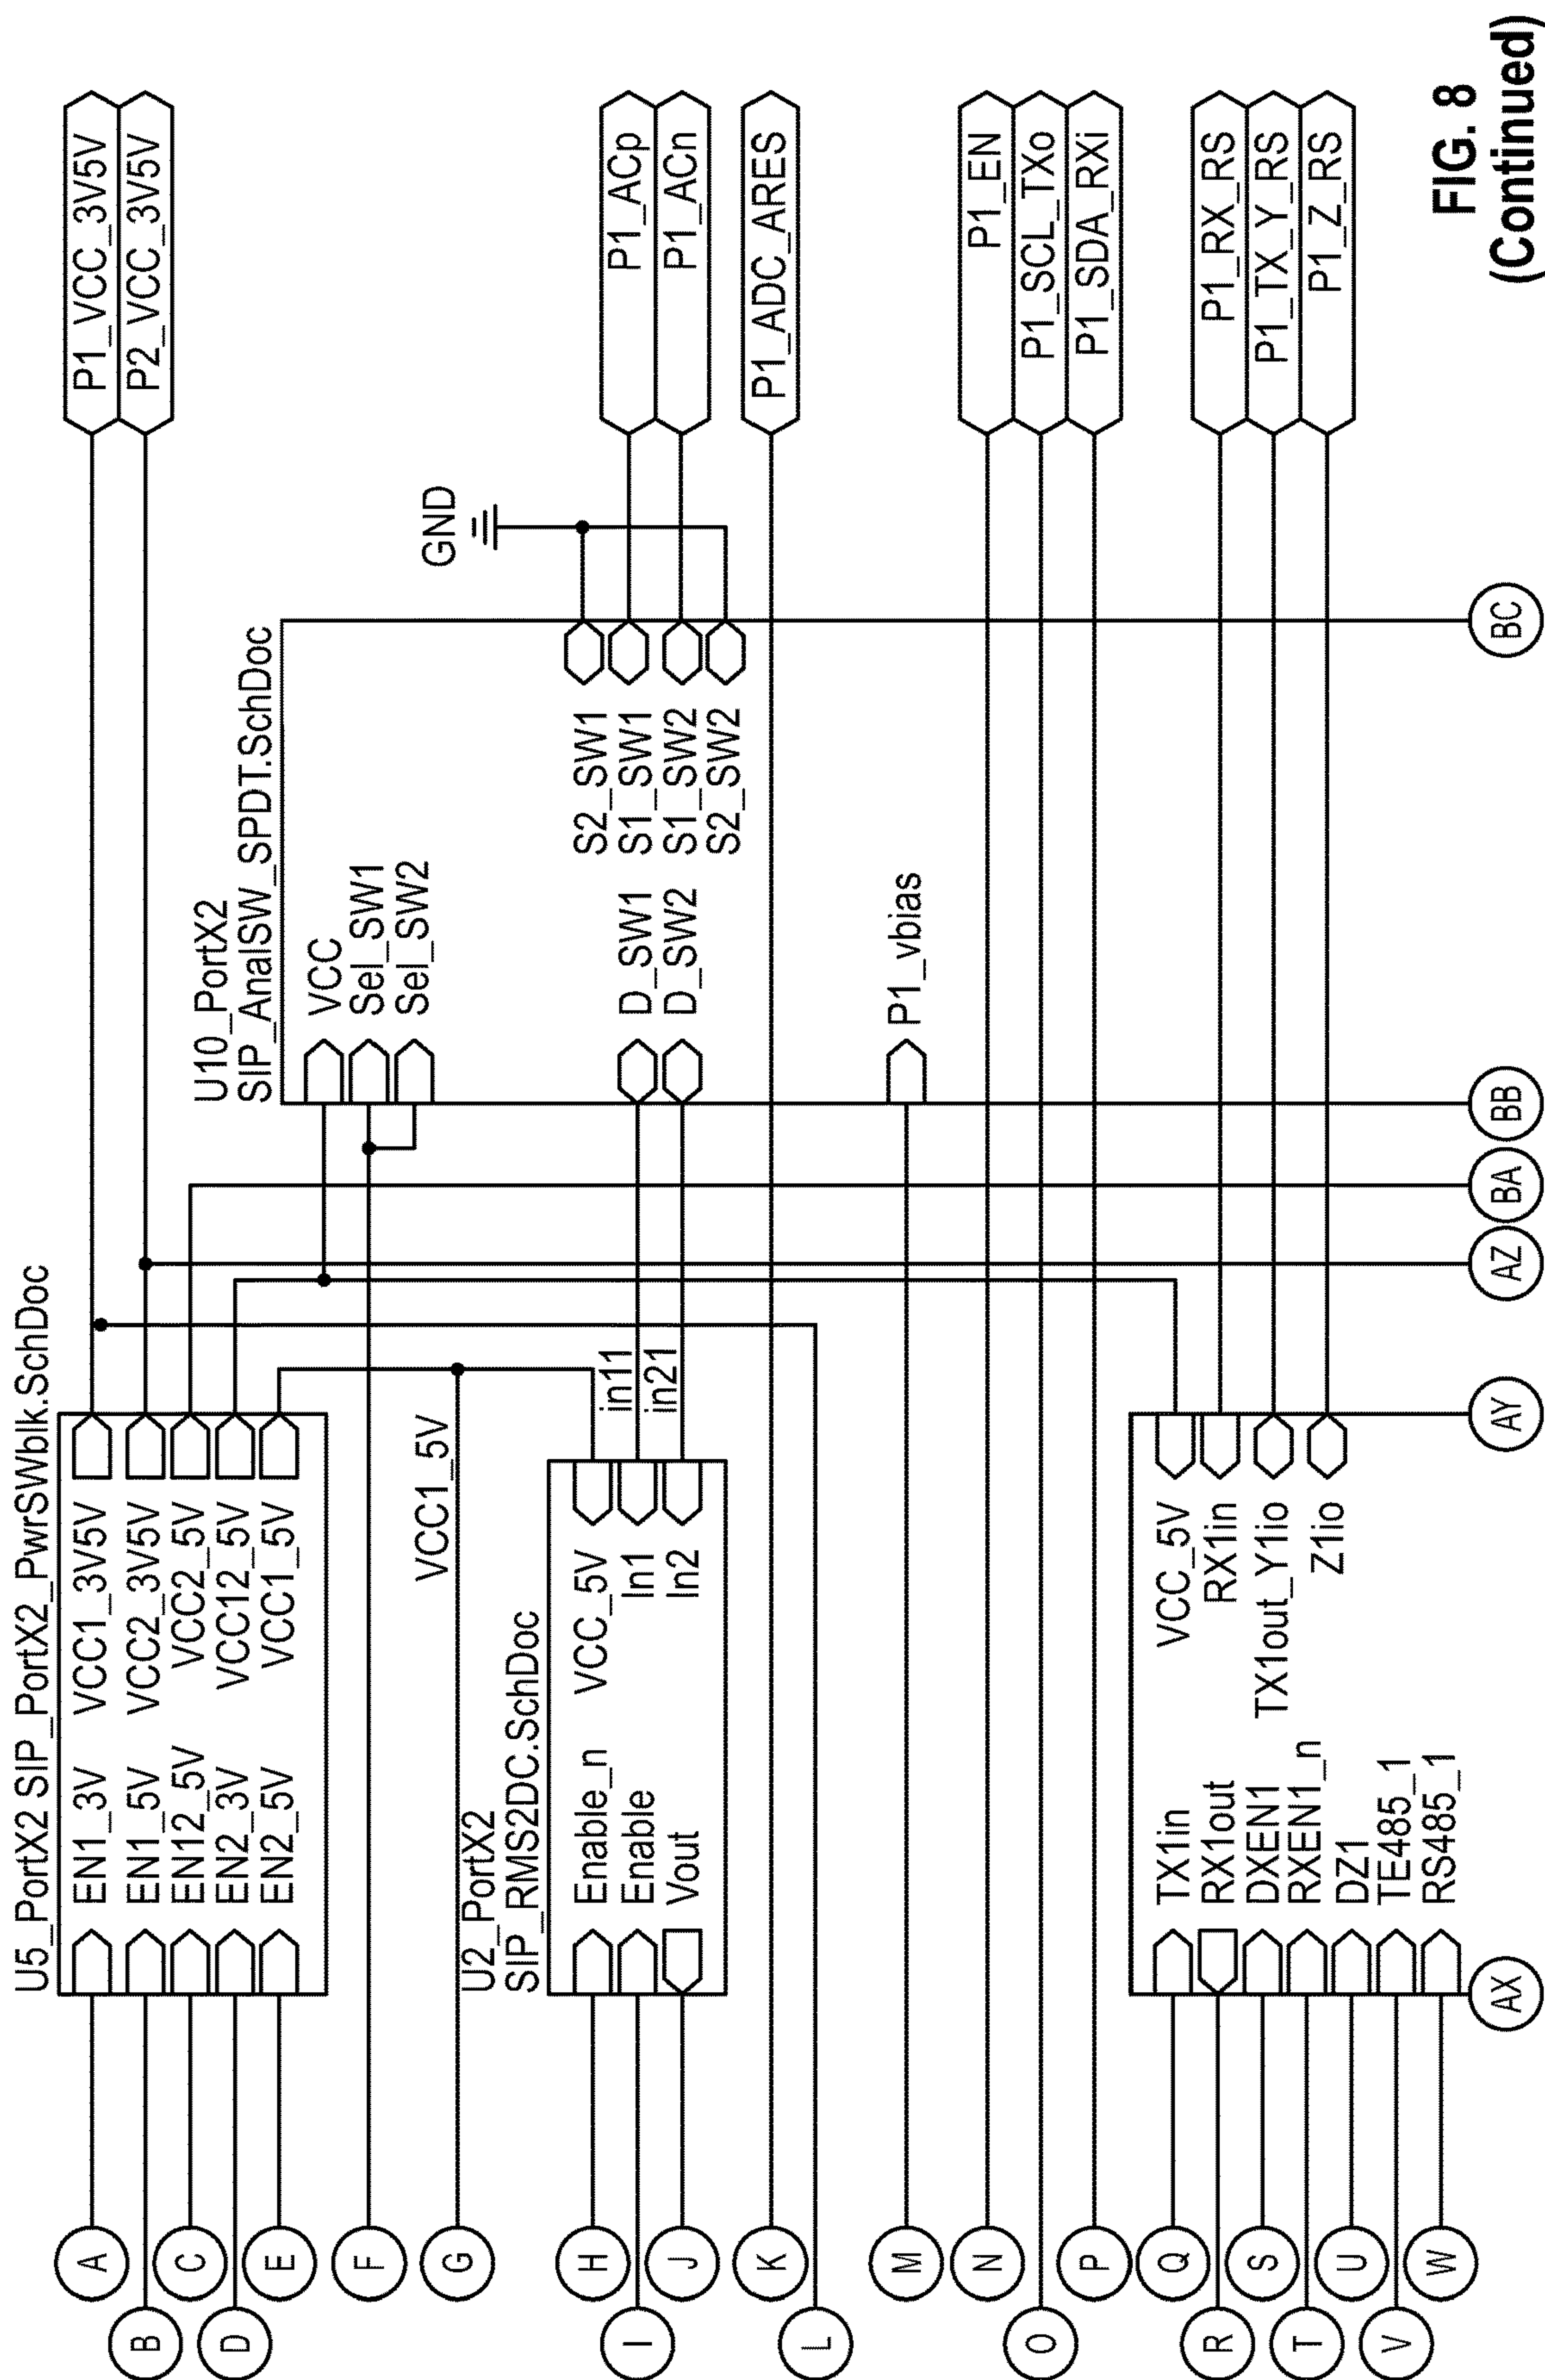 U5_PortX2 SIP_PortX2_PwrSWblk.SchDoc
EN1_3V VCC1_3V5V
EN1_5V VCC2_3V5V
EN12_5V VCC2_5V
EN2_3V VCC12_5V
EN2_5V VCC1_5V
P1_VCC_3V5V
P2_VCC_3V5V
A
B
C
D
E
F
G
VCC1_5V
U10_PortX2
SIP_AnalSW_SPDT.SchDoc
VCC
Sel_SW1
Sel_SW2
S2_SW1
D_SW1 S1_SW1
D_SW2 S1_SW2
S2_SW2
P1_vbias
GND
U2_PortX2
SIP_RMS2DC.SchDoc
Enable_n VCC_5V
Enable In1
Vout In2
in11
in21
H
I
J
K
L
P1_ACp
P1_ACn
P1_ADC_ARES
M
N
O
P
P1_EN
P1_SCL_TXo
P1_SDA_RXi
Q
R
S
T
U
V
W
TX1in VCC_5V
RX1out RX1in
DXEN1 TX1out_Y1io
RXEN1_n Z1io
DZ1
TE485_1
RS485_1
P1_RX_RS
P1_TX_Y_RS
P1_Z_RS
AX
AY
AZ
BA
BB
BC
FIG. 8
(Continued)